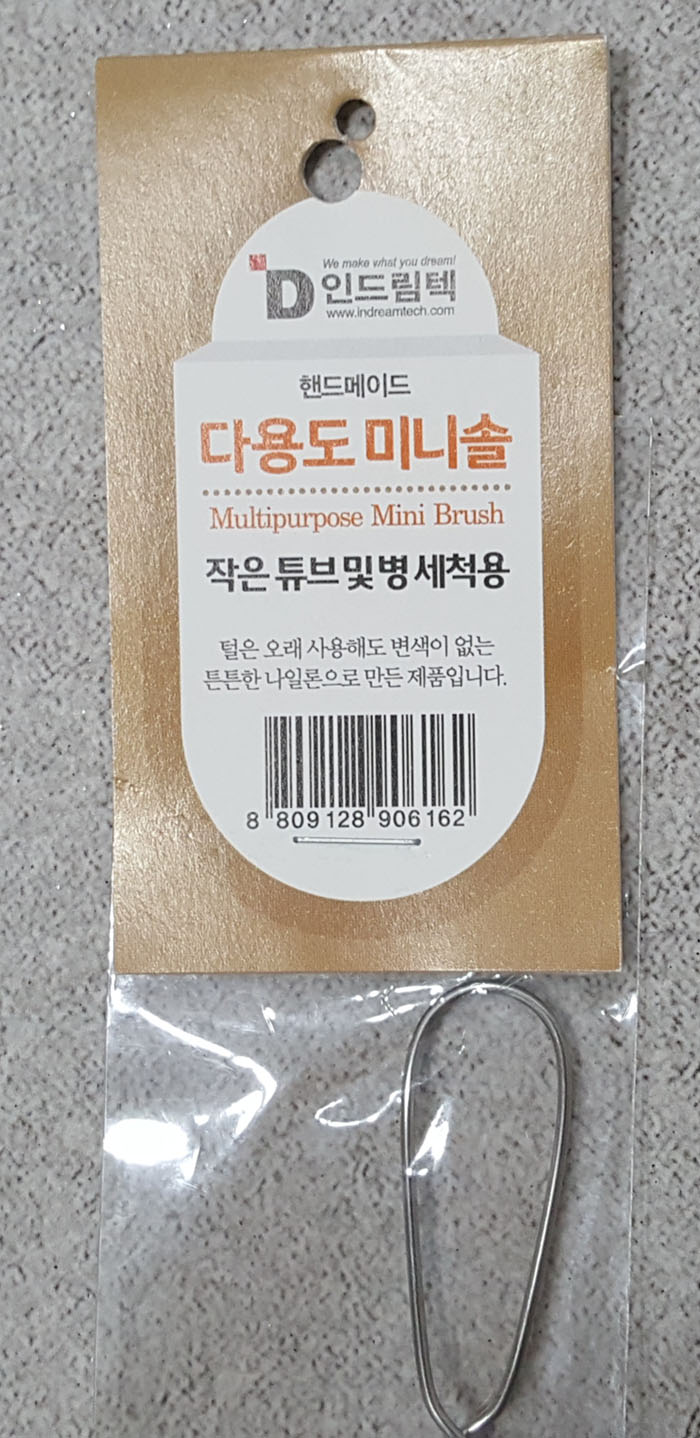 We make what you dream!
D 인드림텍
www.indreamtech.com
핸드메이드
다용도 미니솔
Multipurpose Mini Brush
작은 튜브 및 병 세척용
털은 오래 사용해도 변색이 없는
튼튼한 나일론으로 만든 제품입니다.
8 809128 906162